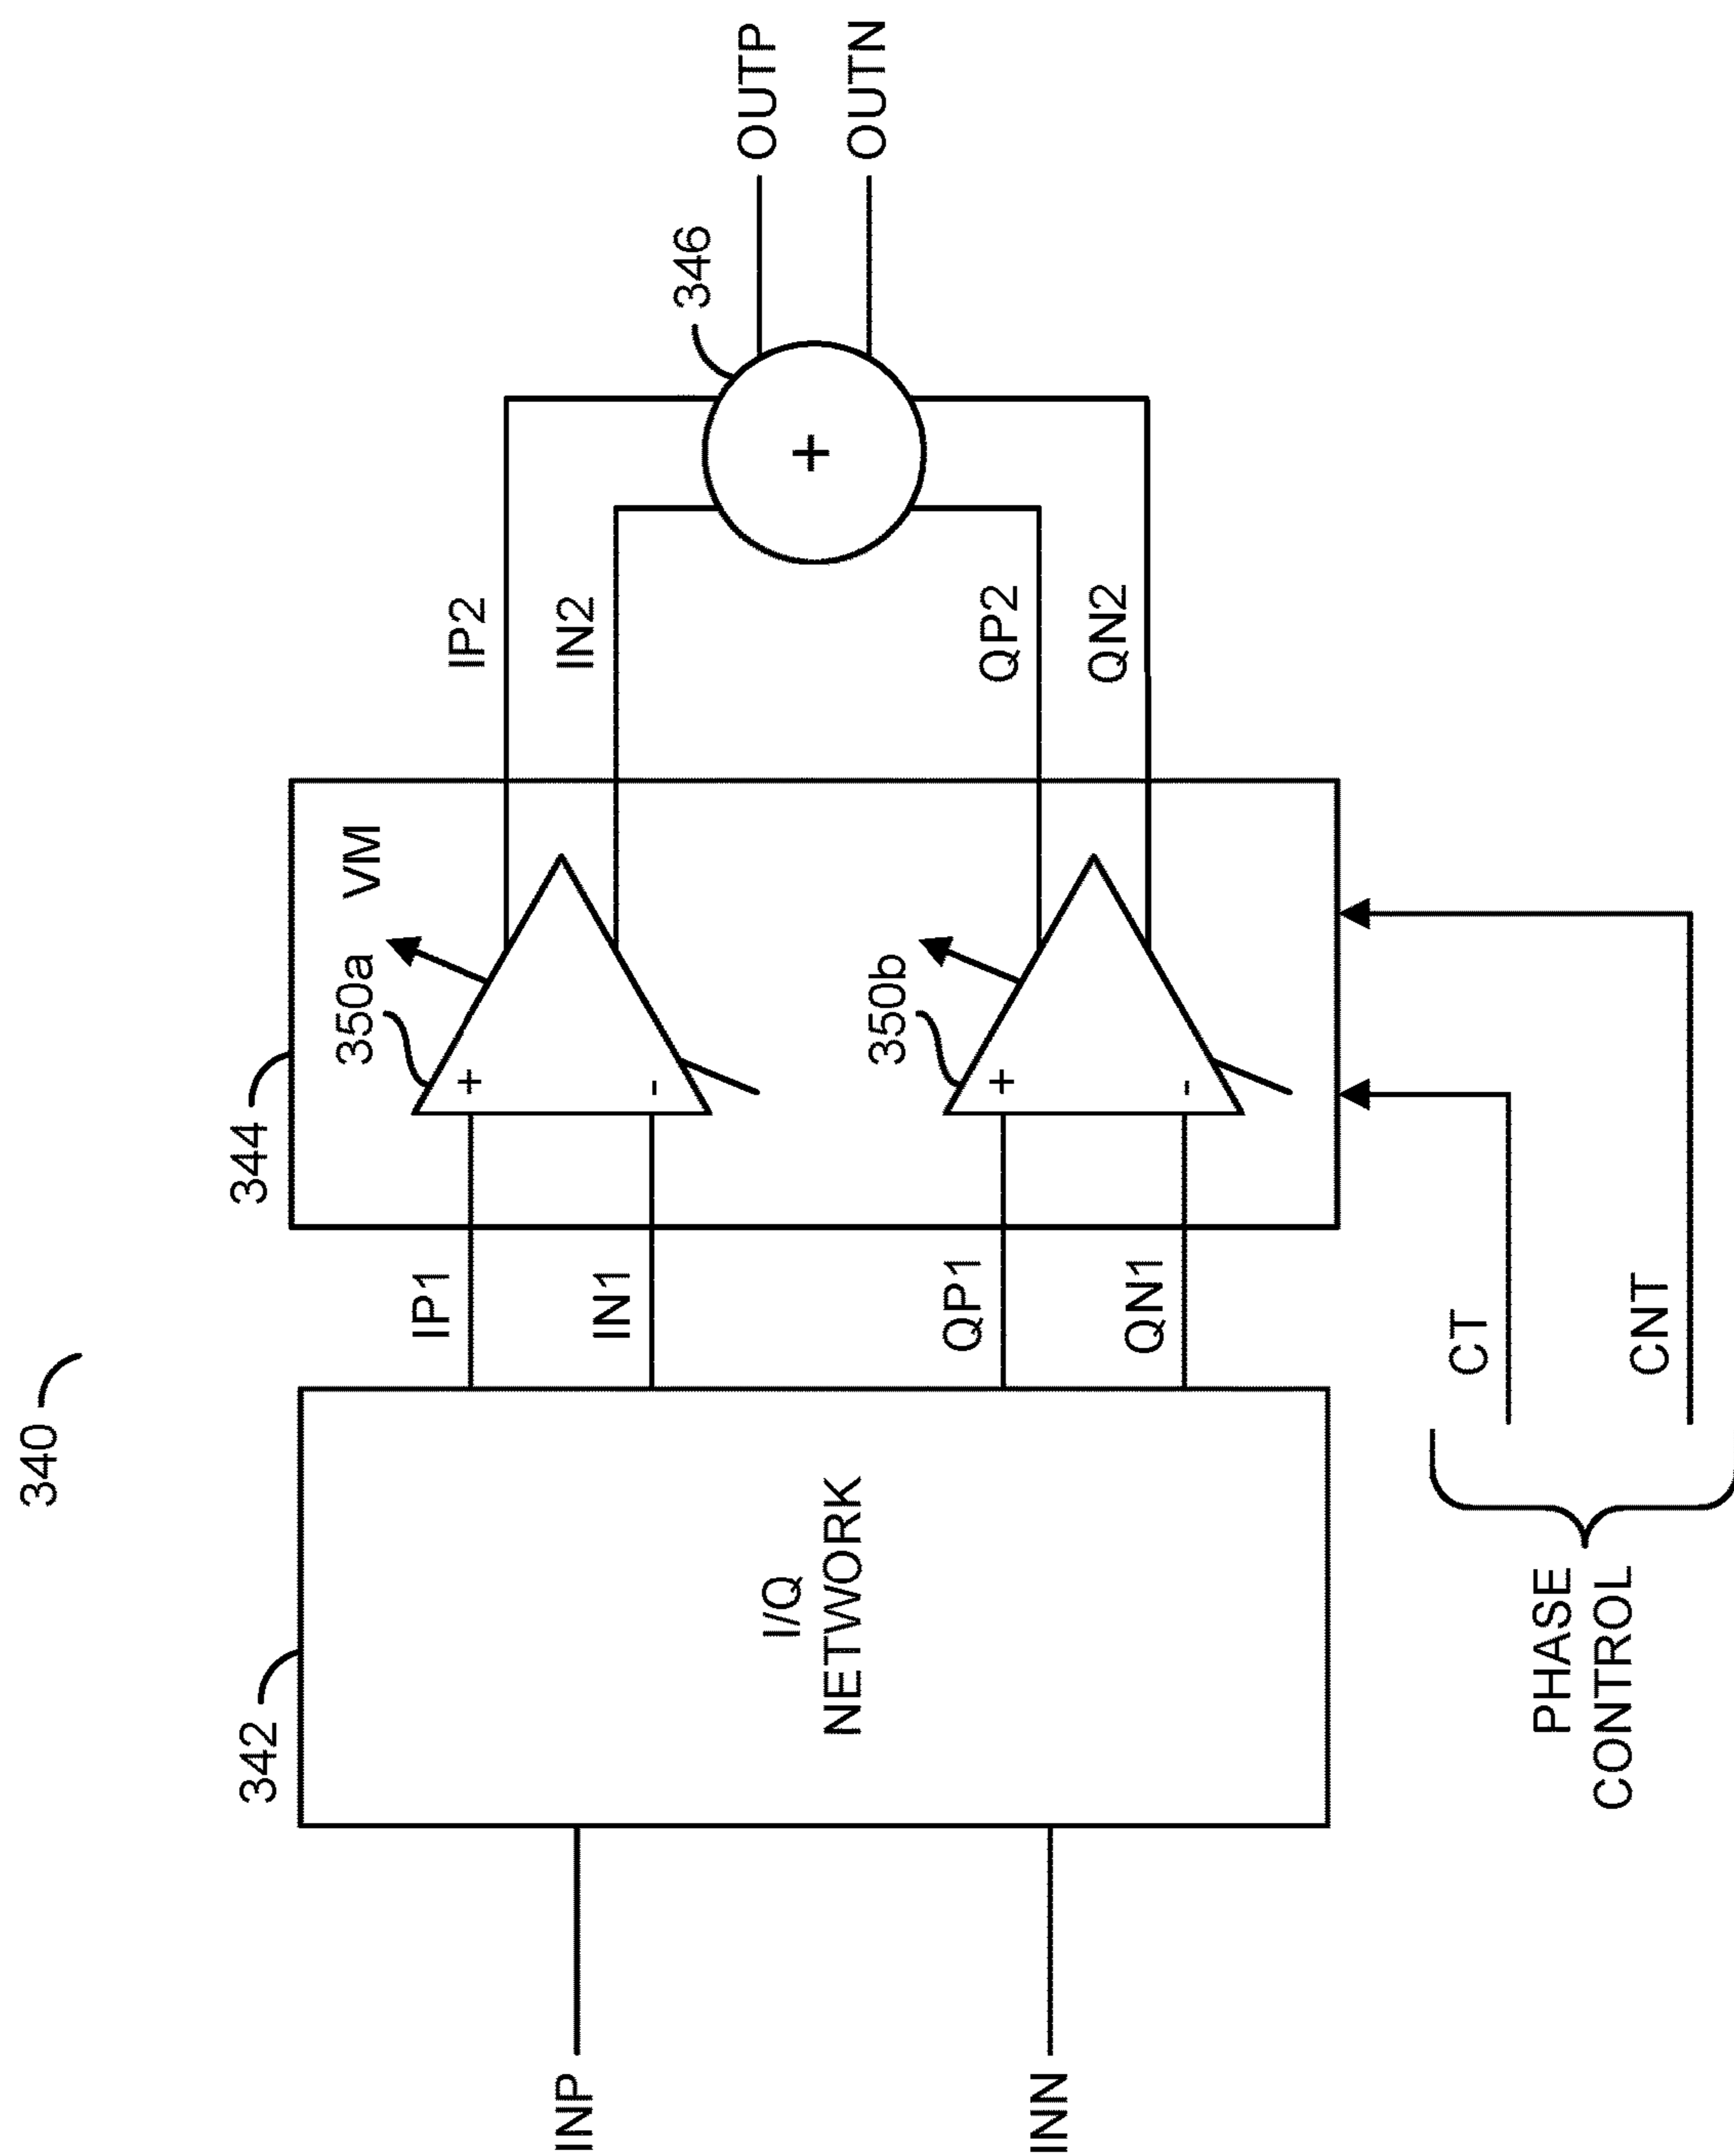 340
342
344
346
350a
350b
VM
I/Q
NETWORK
INP
INN
IP1
IN1
QP1
QN1
+
-
+
-
IP2
IN2
QP2
QN2
+
OUTP
OUTN
CT
CNT
PHASE
CONTROL